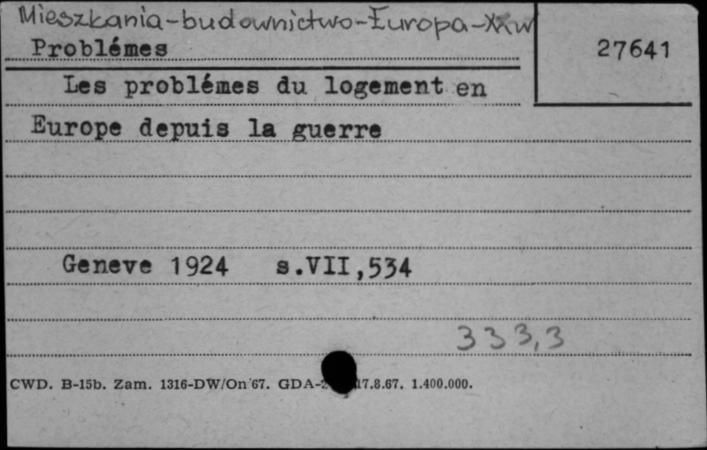 Mieszkania-budownictwo-Europa-XXw
Problémes
27641
Les problémes du logement en
Europe depuis la guerre
Geneve 1924 s.VII,534
333,3
CWD. B-15b. Zam. 1316-DW/On 67. GDA- 17.8.67. 1.400.000.